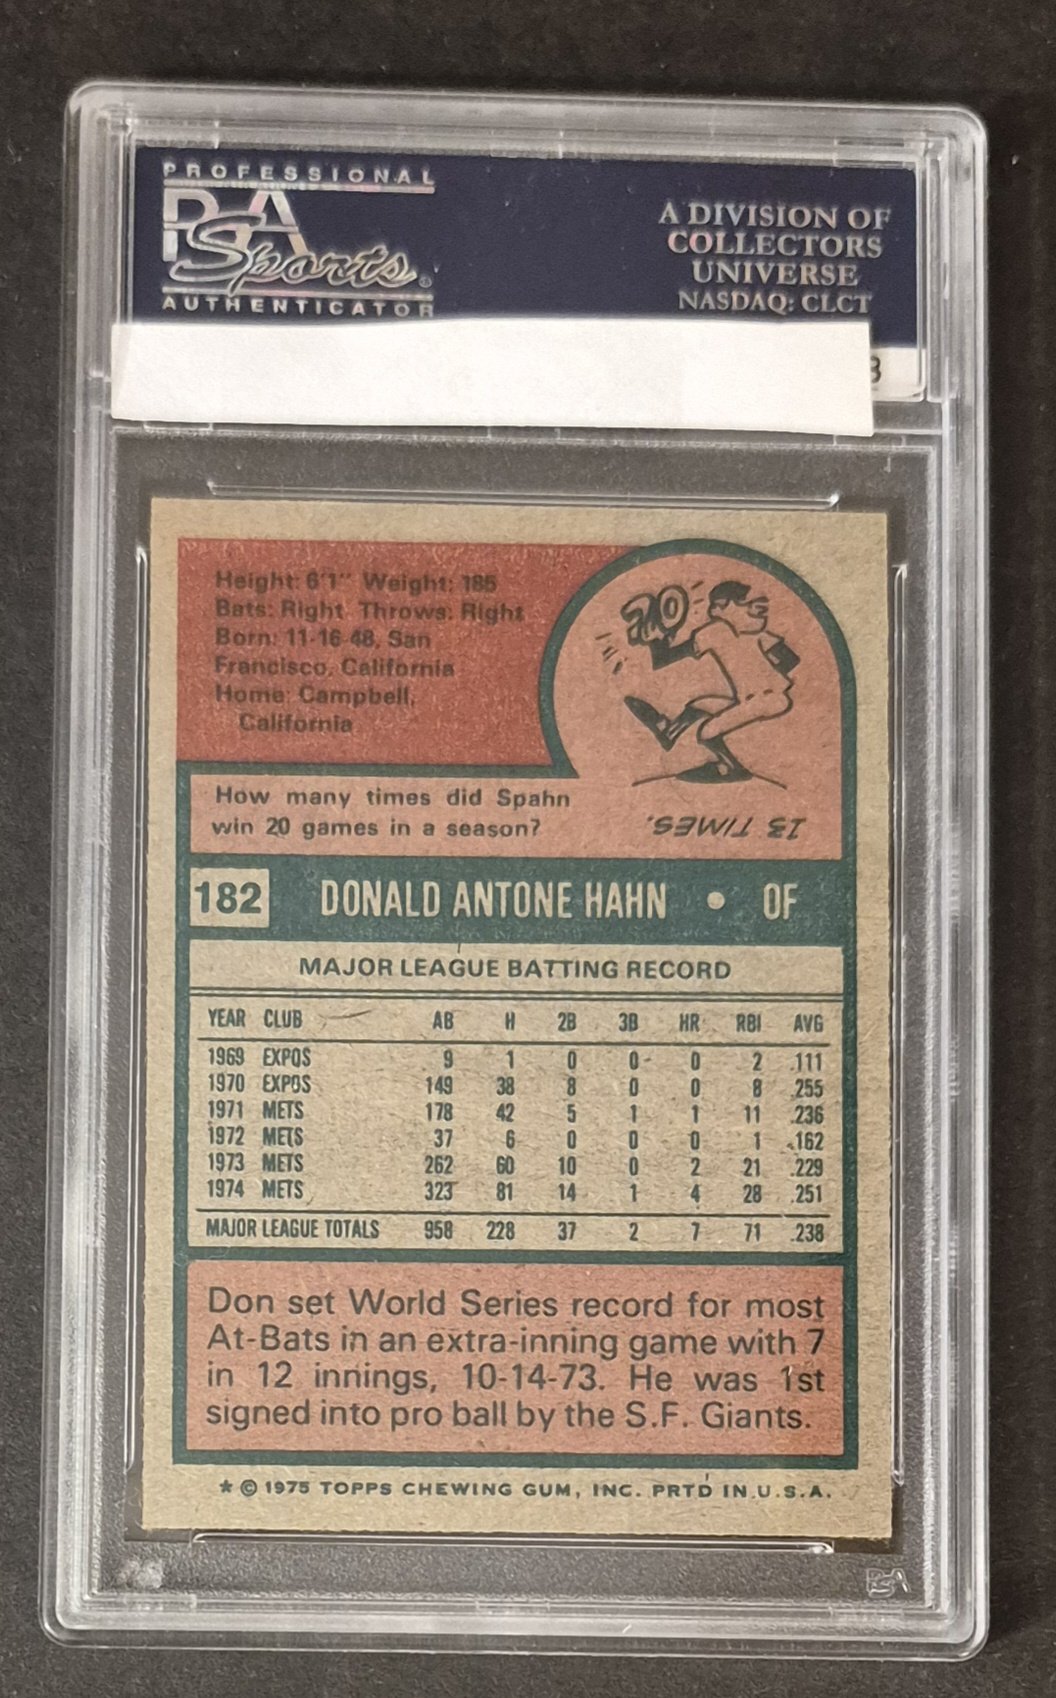 PROFESSIONAL
PSA
Sports
AUTHENTICATOR
A DIVISION OF
COLLECTORS
UNIVERSE
NASDAQ: CLCT
Height: 6'1" Weight: 185
Bats: Right Throws: Right
Born: 11-16-48, San
Francisco, California
Home: Campbell,
California
20
How many times did Spahn
win 20 games in a season?
13 TIMES.
182 DONALD ANTONE HAHN • OF
MAJOR LEAGUE BATTING RECORD
YEAR CLUB AB H 2B 3B HR RBI AVG
1969 EXPOS 9 1 0 0 0 2 .111
1970 EXPOS 149 38 8 0 0 8 .255
1971 METS 178 42 5 1 1 11 .236
1972 METS 37 6 0 0 0 1 .162
1973 METS 262 60 10 0 2 21 .229
1974 METS 323 81 14 1 4 28 .251
MAJOR LEAGUE TOTALS 958 228 37 2 7 71 .238
Don set World Series record for most
At-Bats in an extra-inning game with 7
in 12 innings, 10-14-73. He was 1st
signed into pro ball by the S.F. Giants.
* © 1975 TOPPS CHEWING GUM, INC. PRTD IN U.S.A.
PSA